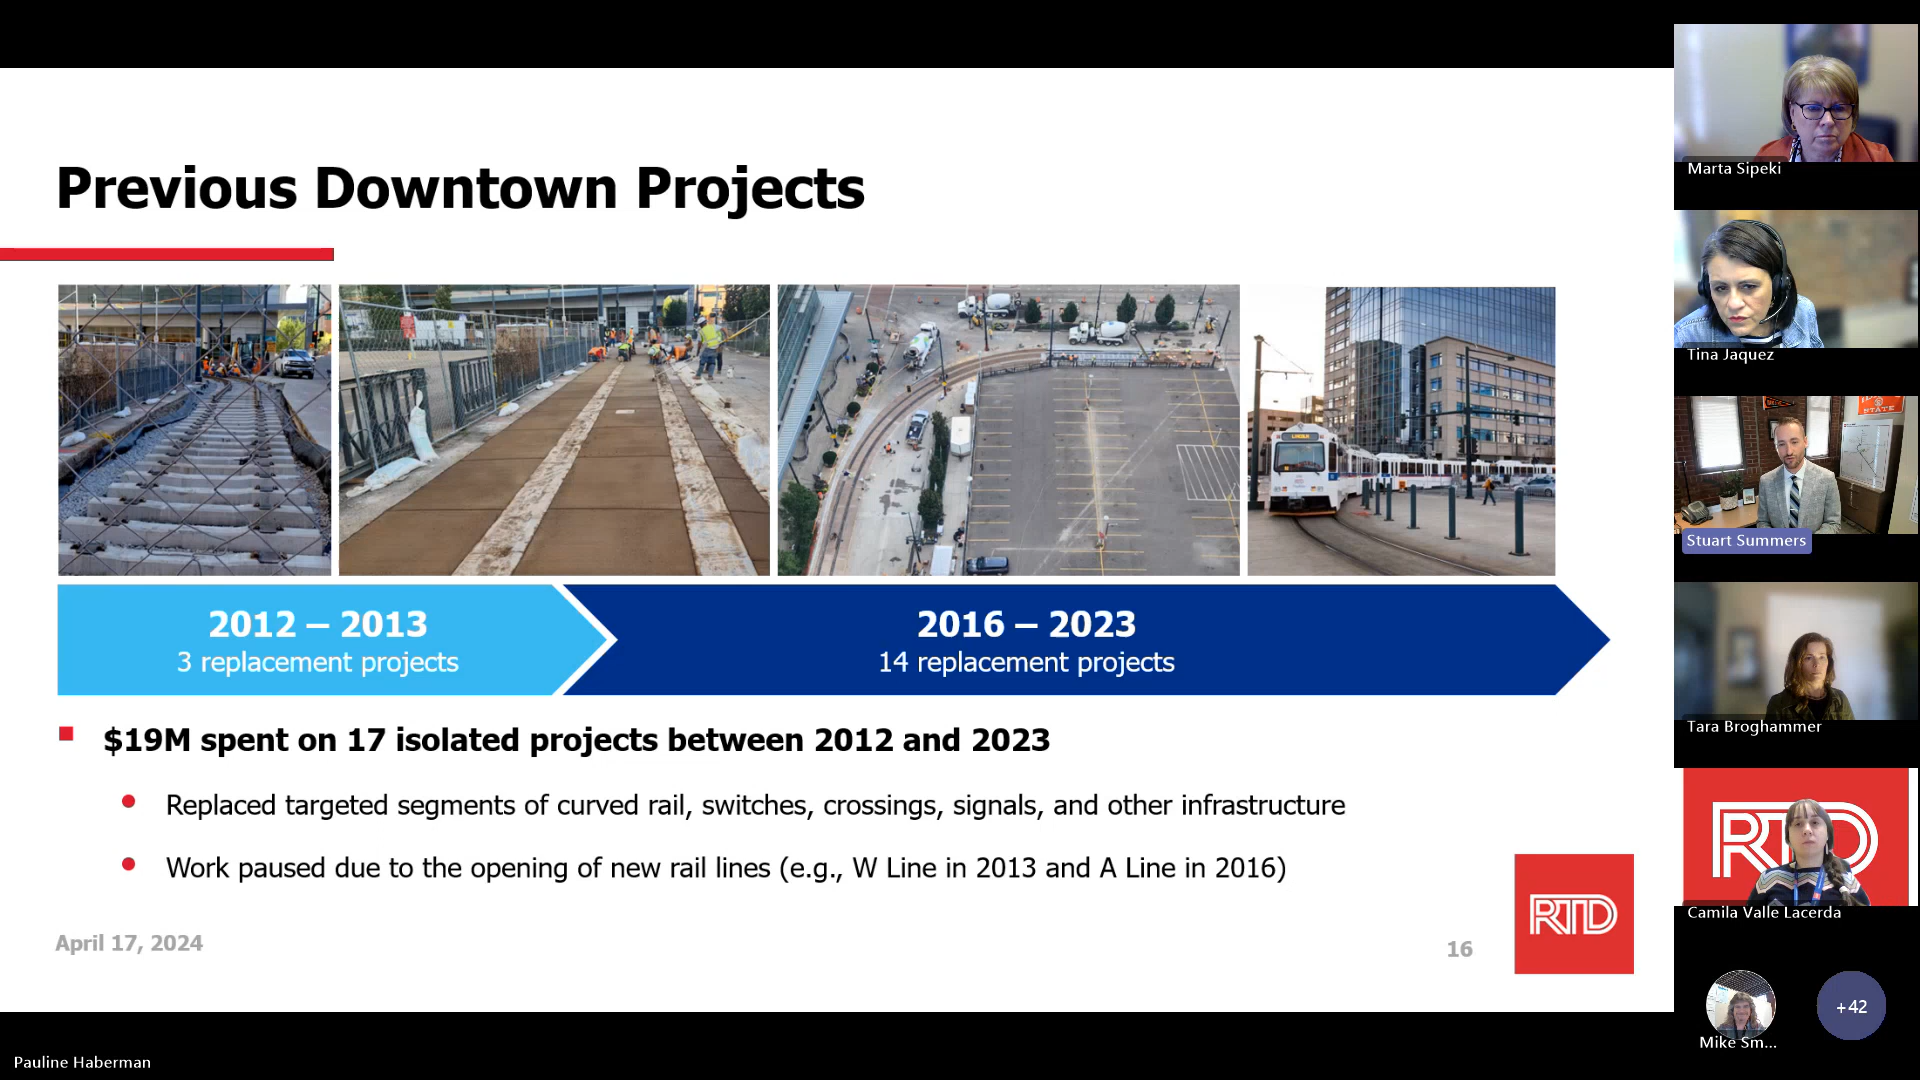 Previous Downtown Projects
2012 – 2013
3 replacement projects
2016 – 2023
14 replacement projects
$19M spent on 17 isolated projects between 2012 and 2023
Replaced targeted segments of curved rail, switches, crossings, signals, and other infrastructure
Work paused due to the opening of new rail lines (e.g., W Line in 2013 and A Line in 2016)
April 17, 2024
16
RTD
Pauline Haberman
Marta Sipeki
Tina Jaquez
STATE
Stuart Summers
Tara Broghammer
RTD
Camila Valle Lacerda
Mike Sm...
+42